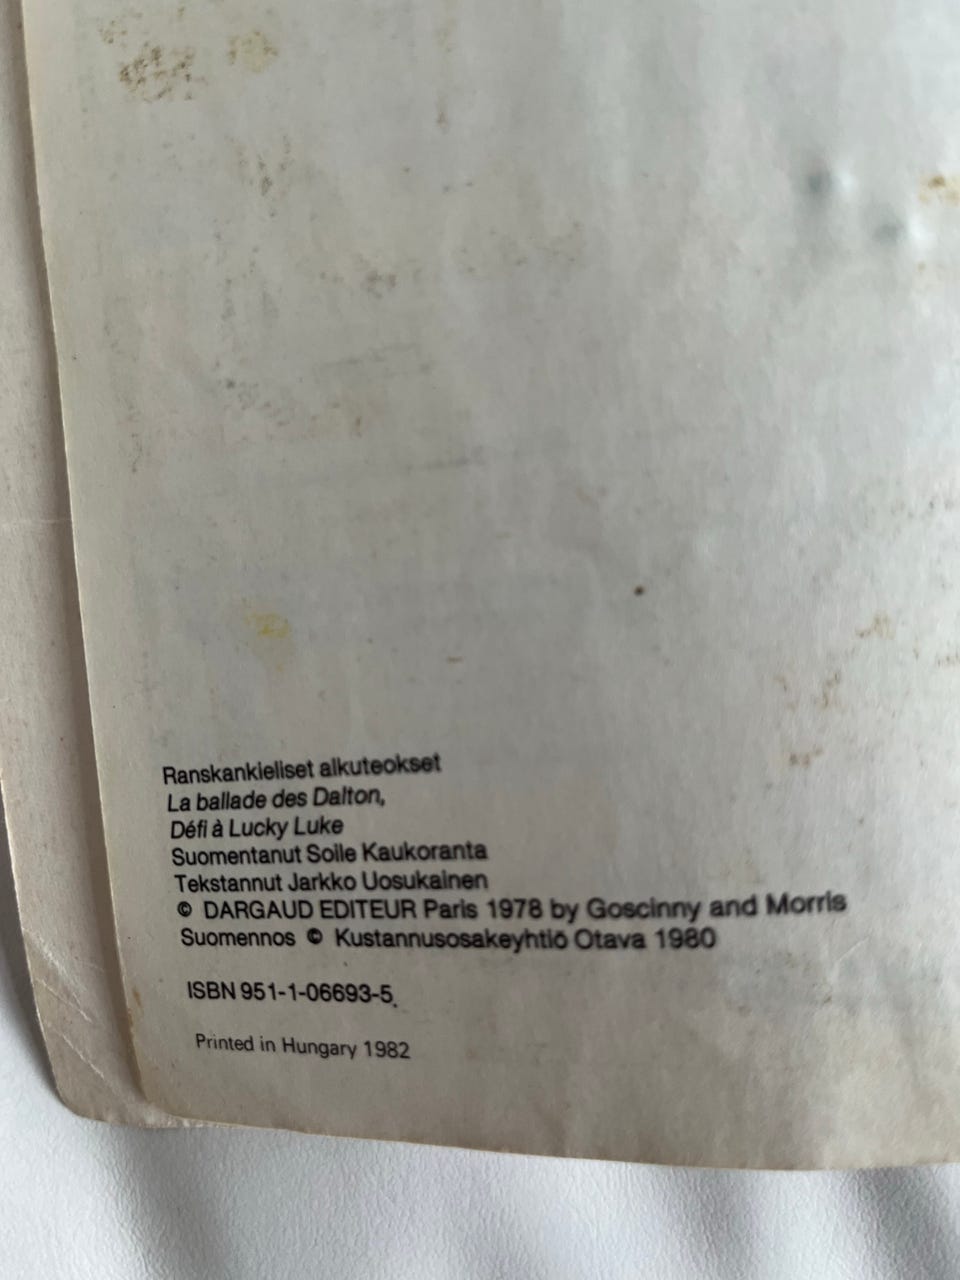 Ranskankieliset alkuteokset
La ballade des Dalton,
Défi à Lucky Luke
Suomentanut Soile Kaukoranta
Tekstannut Jarkko Uosukainen
© DARGAUD EDITEUR Paris 1978 by Goscinny and Morris
Suomennos © Kustannusosakeyhtiö Otava 1980
ISBN 951-1-06693-5
Printed in Hungary 1982